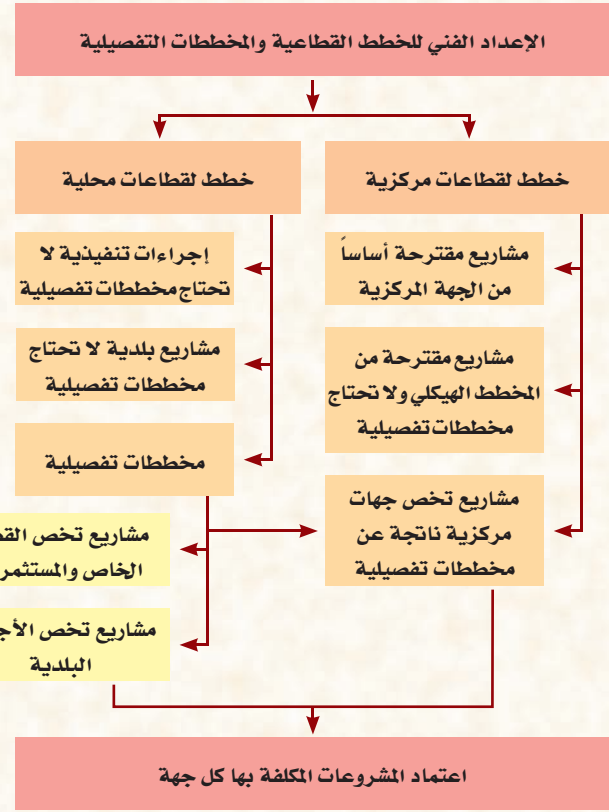 الإعداد الفني للخطط القطاعية والمخططات التفصيلية
خطط لقطاعات مركزية
خطط لقطاعات محلية
مشاريع مقترحة أساساً
من الجهة المركزية
مشاريع مقترحة من
المخطط الهيكلي ولا تحتاج
مخططات تفصيلية
مشاريع تخص جهات
مركزية ناتجة عن
مخططات تفصيلية
إجراءات تنفيذية لا
تحتاج مخططات تفصيلية
مشاريع بلدية لا تحتاج
مخططات تفصيلية
مخططات تفصيلية
مشاريع تخص
الخاص
مشاريع تخص
البلدية
اعتماد المشروعات المكلفة بها كل جهة